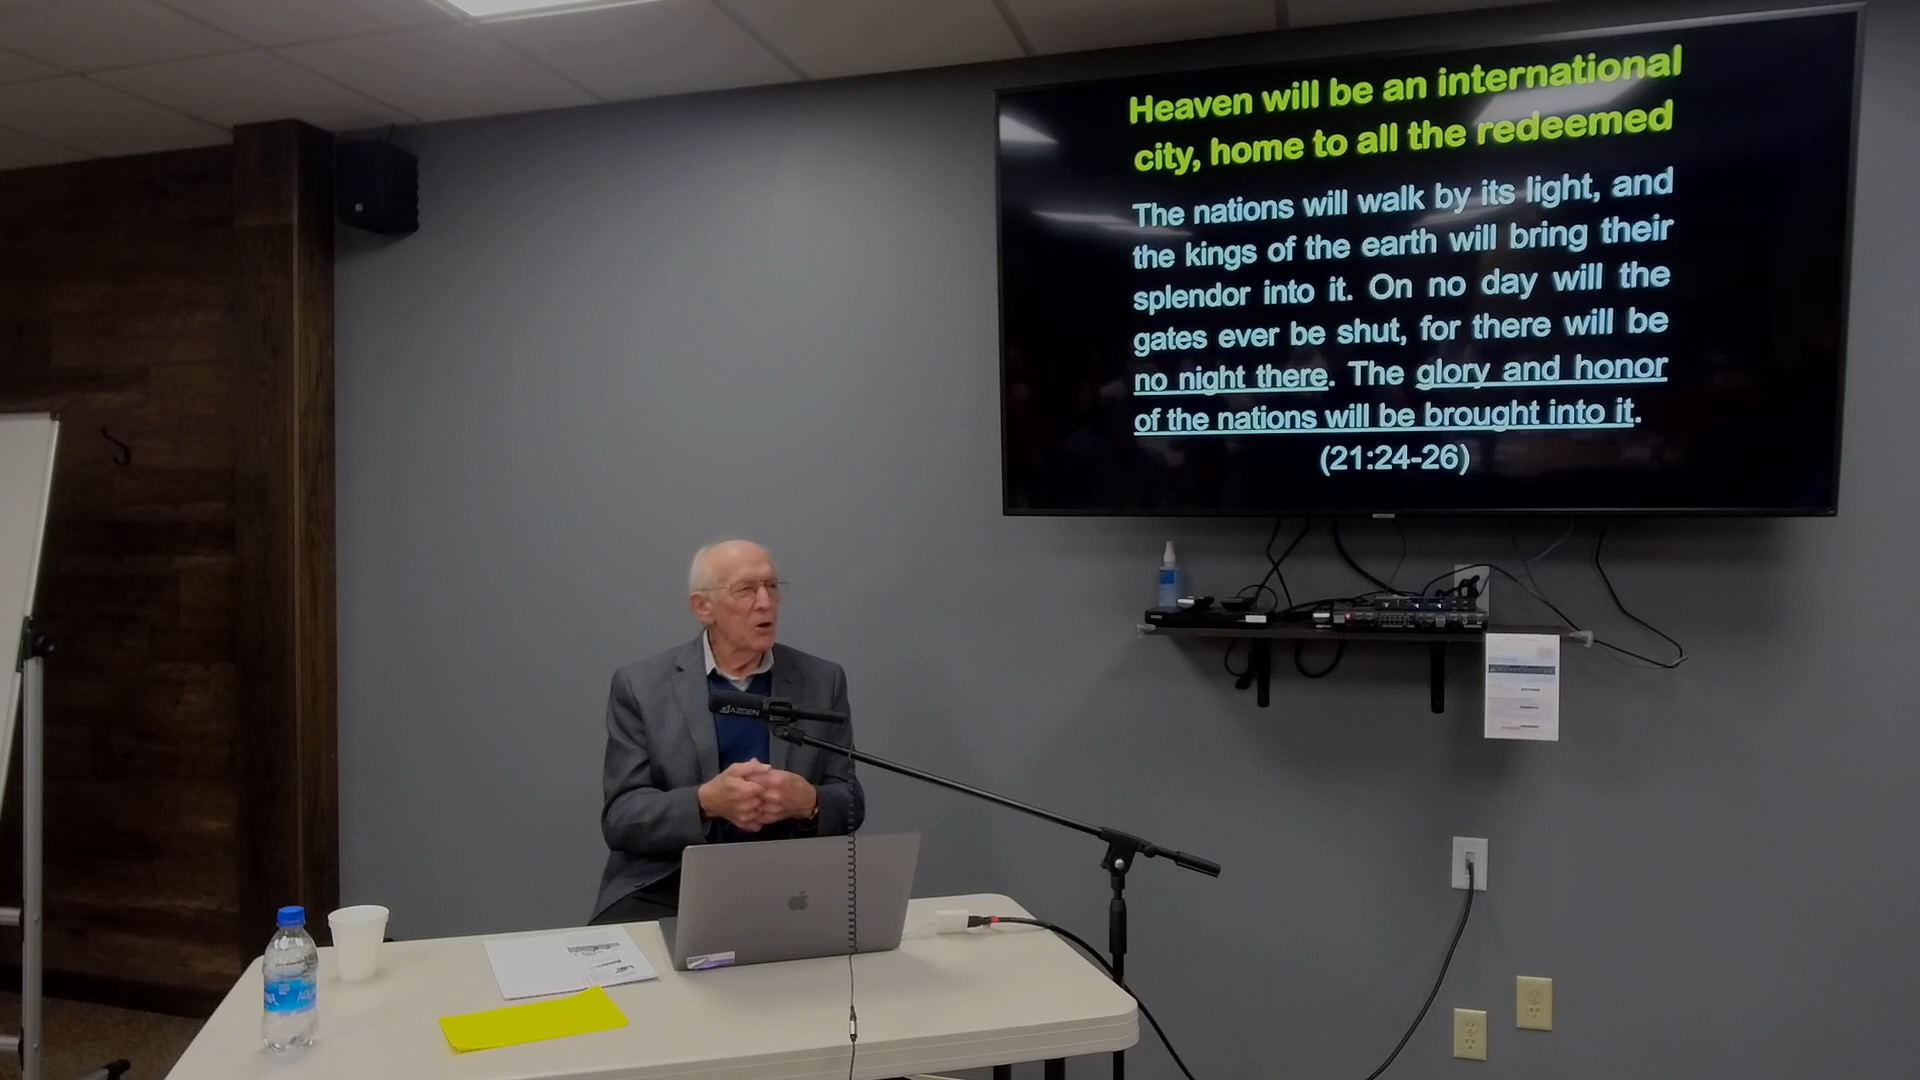 Heaven will be an international
city, home to all the redeemed
The nations will walk by its light, and
the kings of the earth will bring their
splendor into it. On no day will the
gates ever be shut, for there will be
no night there. The glory and honor
of the nations will be brought into it.
(21:24-26)
AZDEN